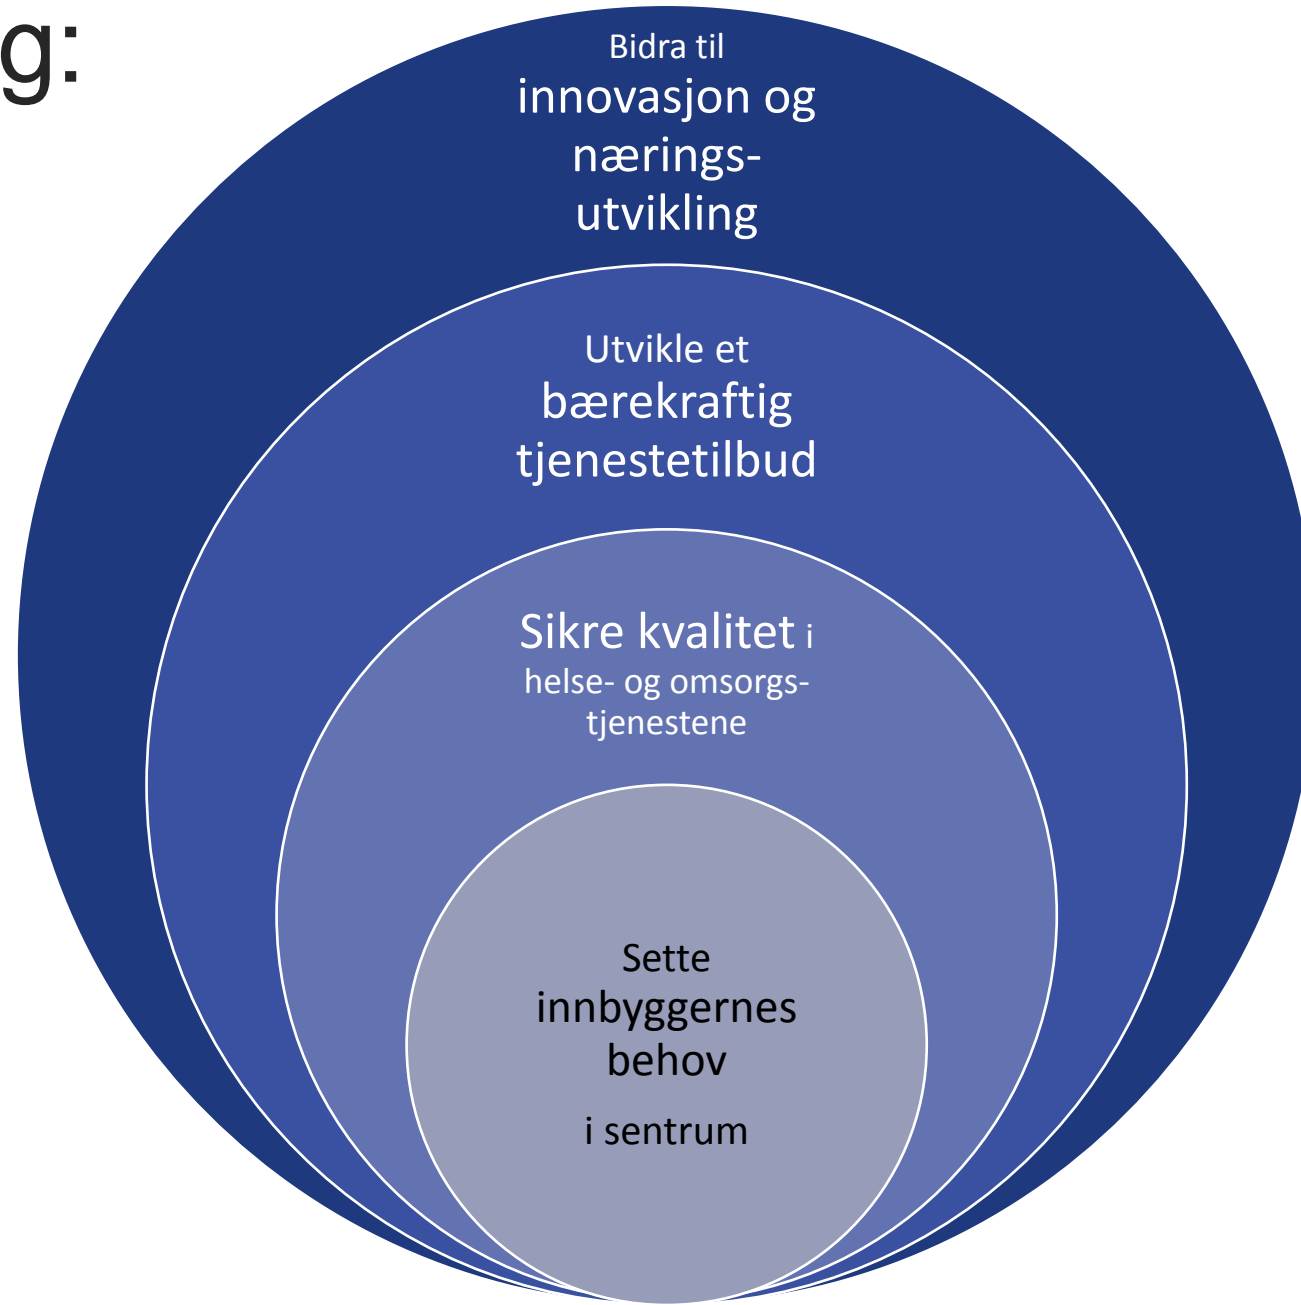 g:
Bidra til
innovasjon og
nærings-
utvikling
Utvikle et
bærekraftig
tjenestetilbud
Sikre kvalitet i
helse- og omsorgs-
tjenestene
Sette
innbyggernes
behov
i sentrum